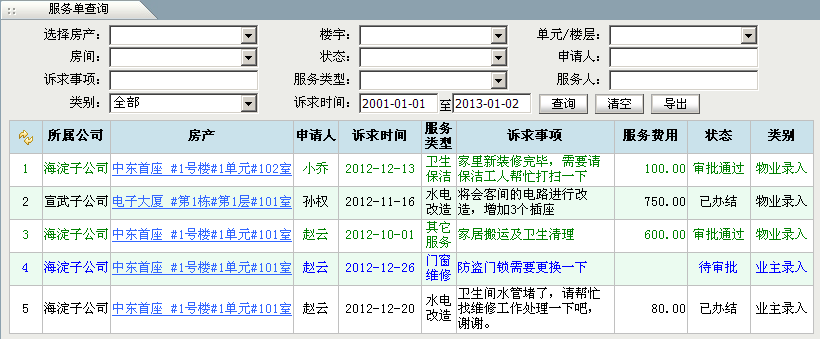 服务单查询
选择房产: 楼宇: 单元/楼层:
房间: 状态: 申请人:
诉求事项: 服务类型: 服务人:
类别: 全部 诉求时间: 2001-01-01 至 2013-01-02 查询 清空 导出
所属公司 房产 申请人 诉求时间 服务类型 诉求事项 服务费用 状态 类别
1 海淀子公司 中东首座 #1号楼#1单元#102室 小乔 2012-12-13 卫生保洁 家里新装修完毕，需要请保洁工人帮忙打扫一下 100.00 审批通过 物业录入
2 宣武子公司 电子大厦 #第1栋#第1层#101室 孙权 2012-11-16 水电改造 将会客间的电路进行改造，增加3个插座 750.00 已办结 物业录入
3 海淀子公司 中东首座 #1号楼#1单元#101室 赵云 2012-10-01 其它服务 家居搬运及卫生清理 600.00 审批通过 物业录入
4 海淀子公司 中东首座 #1号楼#1单元#101室 赵云 2012-12-26 门窗维修 防盗门锁需要更换一下 待审批 业主录入
5 海淀子公司 中东首座 #1号楼#1单元#101室 赵云 2012-12-20 水电改造 卫生间水管堵了，请帮忙找维修工作处理一下吧，谢谢。 80.00 已办结 业主录入